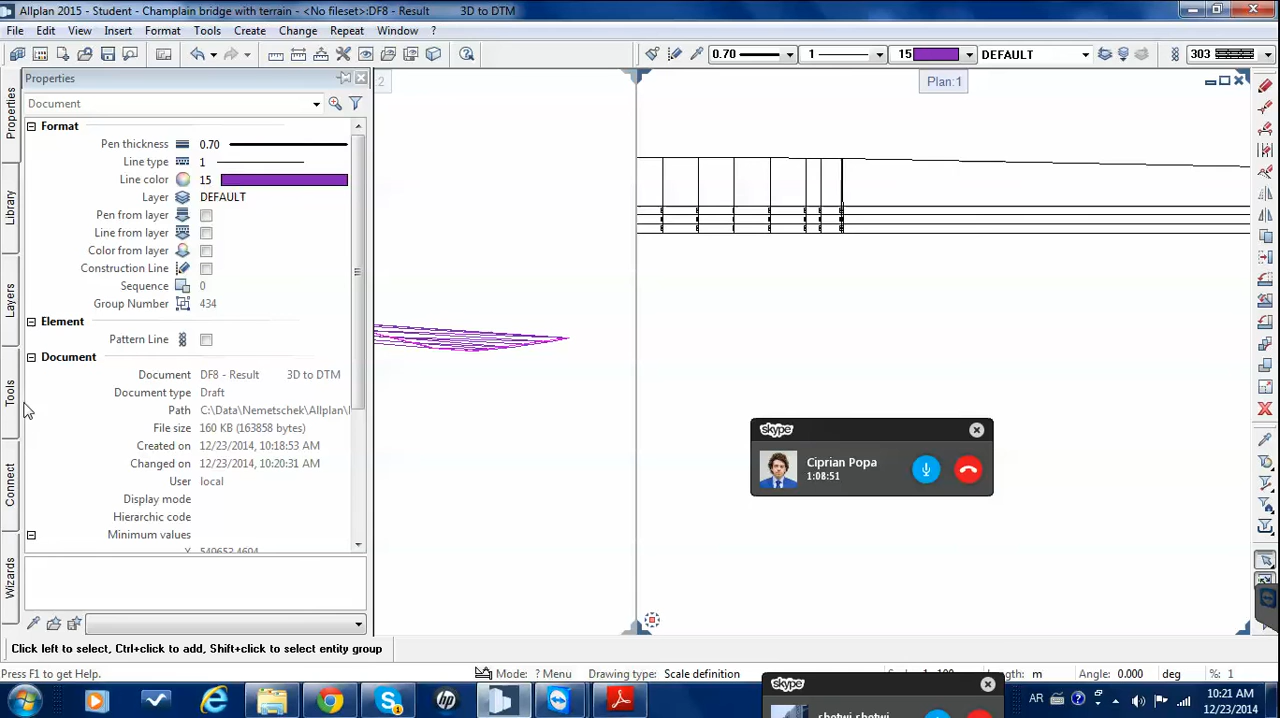 Allplan 2015 - Student - Champlain bridge with terrain - <No fileset>:DF8 - Result 3D to DTM
File Edit View Insert Format Tools Create Change Repeat Window ?
0.70 1 15 DEFAULT 303
Properties
Document
Format
Pen thickness 0.70
Line type 1
Line color 15
Layer DEFAULT
Pen from layer
Line from layer
Color from layer
Construction Line
Sequence 0
Group Number 434
Element
Pattern Line
Document
Document DF8 - Result 3D to DTM
Document type Draft
Path C:\Data\Nemetschek\Allplan\
File size 160 KB (163858 bytes)
Created on 12/23/2014, 10:18:53 AM
Changed on 12/23/2014, 10:20:31 AM
User local
Display mode
Hierarchic code
Minimum values
X 549653.4694
Properties
Library
Layers
Tools
Connect
Wizards
2
Plan:1
skype
Ciprian Popa
1:08:51
Click left to select, Ctrl+click to add, Shift+click to select entity group
Press F1 to get Help.
Mode: ? Menu
Drawing type: Scale definition
m
Angle: 0.000 deg
%: 1
skype
shetwi shetwi
AR
10:21 AM
12/23/2014